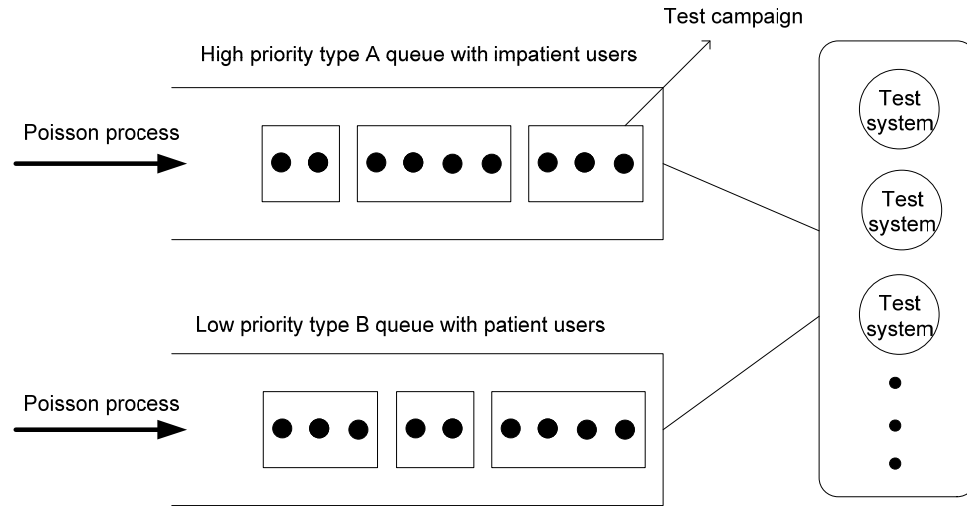 Test campaign
High priority type A queue with impatient users
Poisson process
Test
system
Test
system
Low priority type B queue with patient users
Test
system
Poisson process